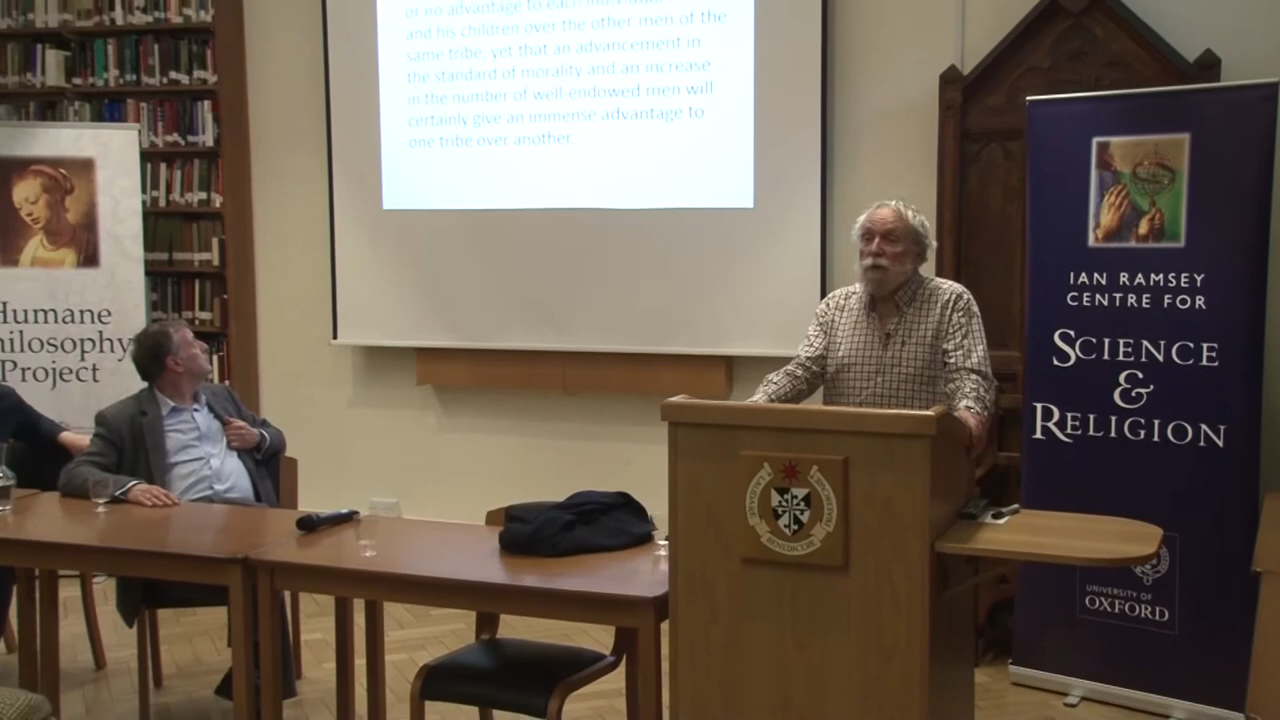 or no advantage to each
and his children over the other men of the
same tribe, yet that an advancement in
the standard of morality and an increase
in the number of well-endowed men will
certainly give an immense advantage to
one tribe over another.
Humane
Philosophy
Project
IAN RAMSEY
CENTRE FOR
SCIENCE
&
RELIGION
UNIVERSITY OF
OXFORD
LAUDARE
BENEDICERE